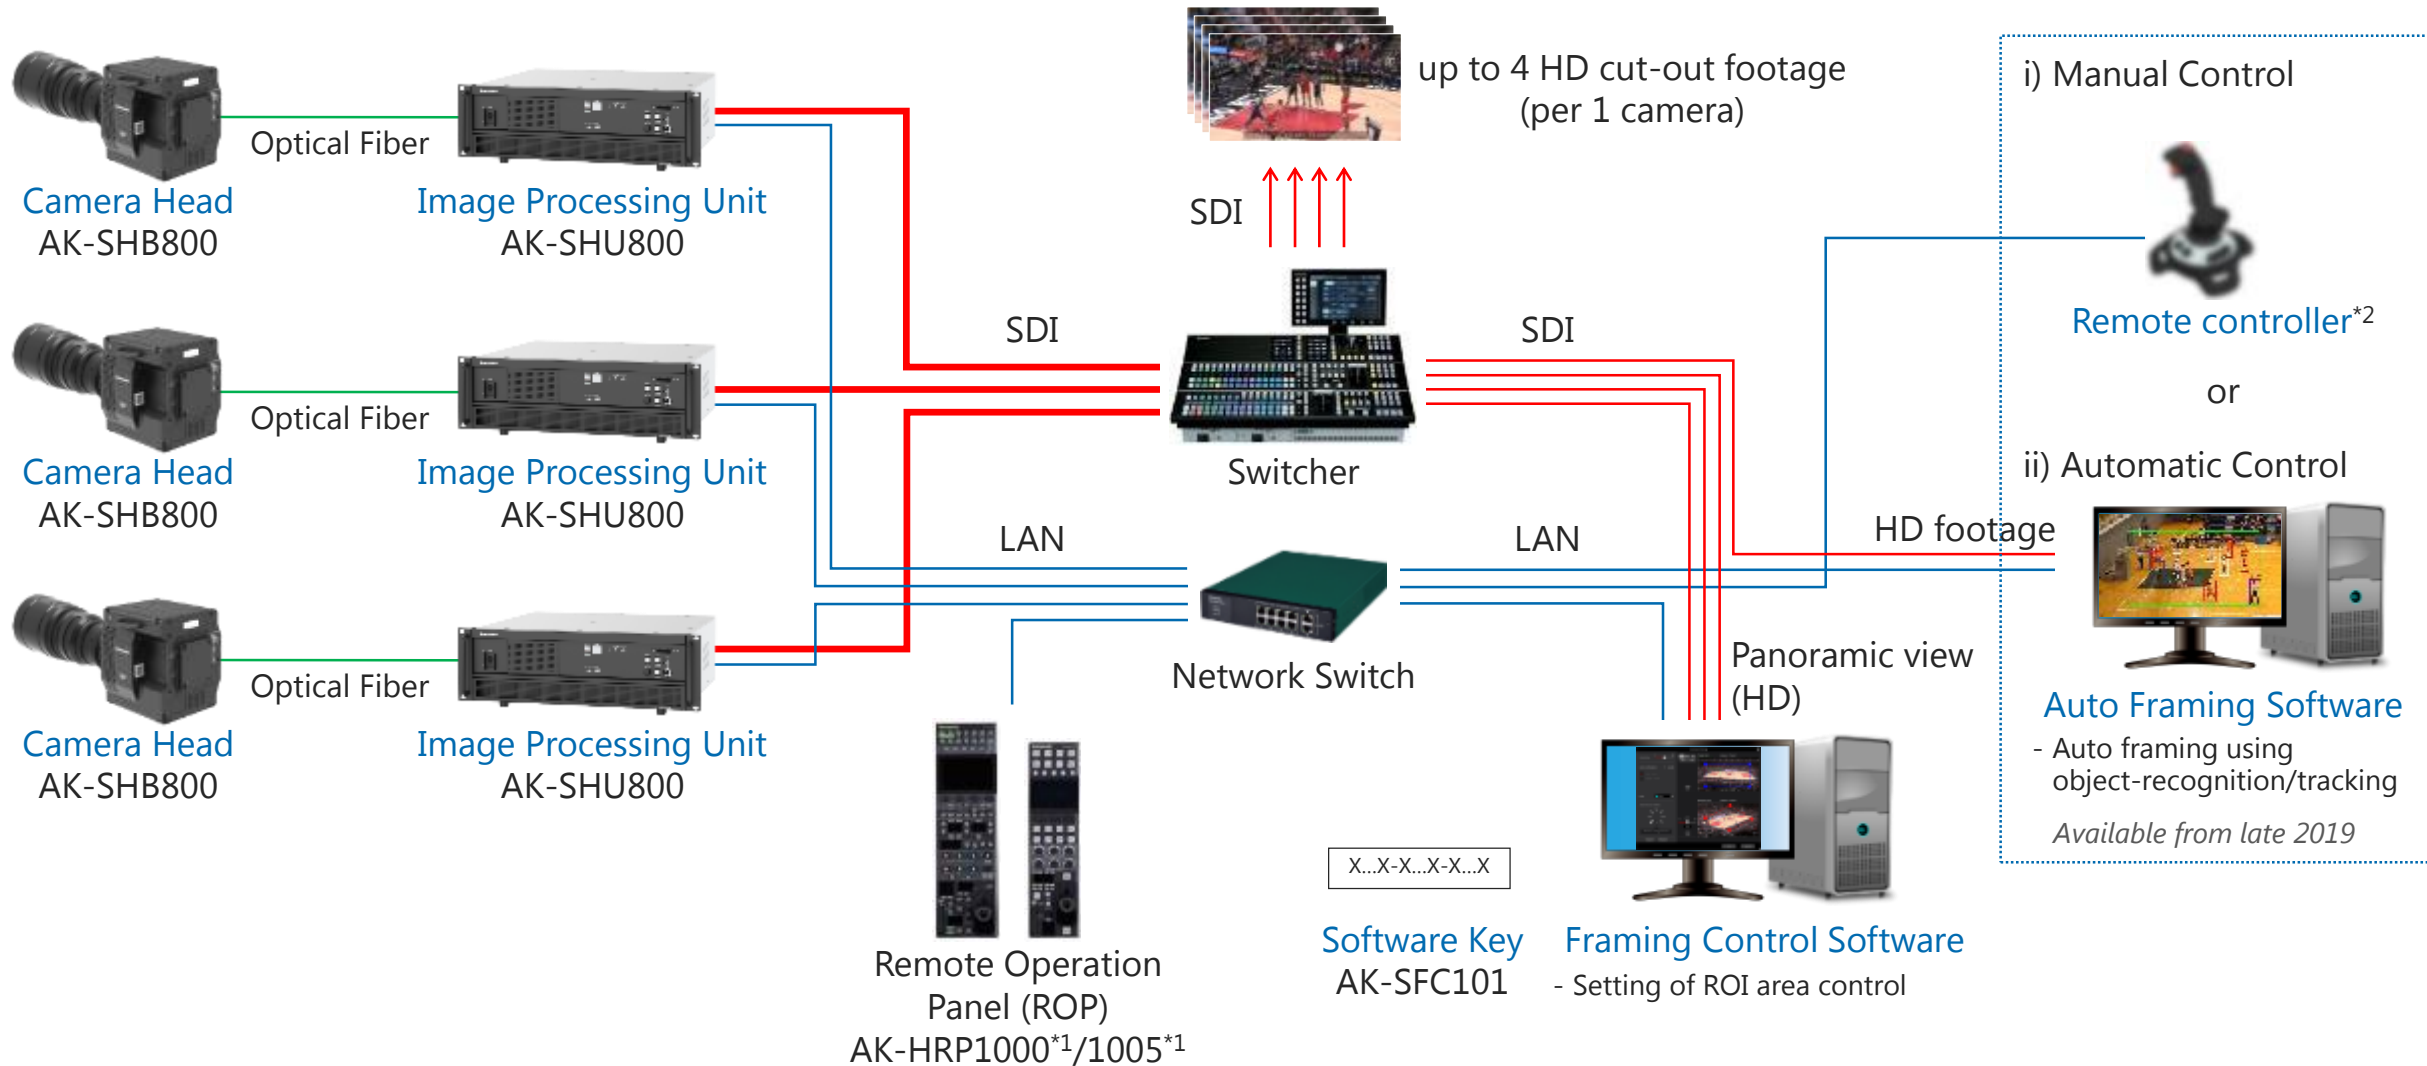 up to 4 HD cut-out footage
(per 1 camera)
i) Manual Control
Optical Fiber
Camera Head
AK-SHB800
Image Processing Unit
AK-SHU800
SDI
SDI
SDI
Remote controller*2
or
Optical Fiber
Camera Head
AK-SHB800
Image Processing Unit
AK-SHU800
Switcher
ii) Automatic Control
LAN
LAN
HD footage
Optical Fiber
Camera Head
AK-SHB800
Image Processing Unit
AK-SHU800
Network Switch
Panoramic view
(HD)
Auto Framing Software
- Auto framing using
object-recognition/tracking
Available from late 2019
X...X-X...X-X...X
Remote Operation
Panel (ROP)
AK-HRP1000*1/1005*1
Software Key
AK-SFC101
Framing Control Software
- Setting of ROI area control